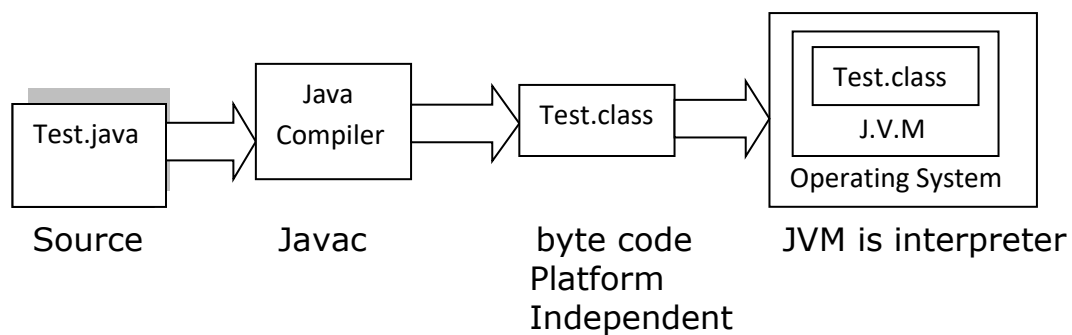 Test.java
Java
Compiler
Test.class
Test.class
J.V.M
Operating System
Source
Javac
byte code
Platform
Independent
JVM is interpreter